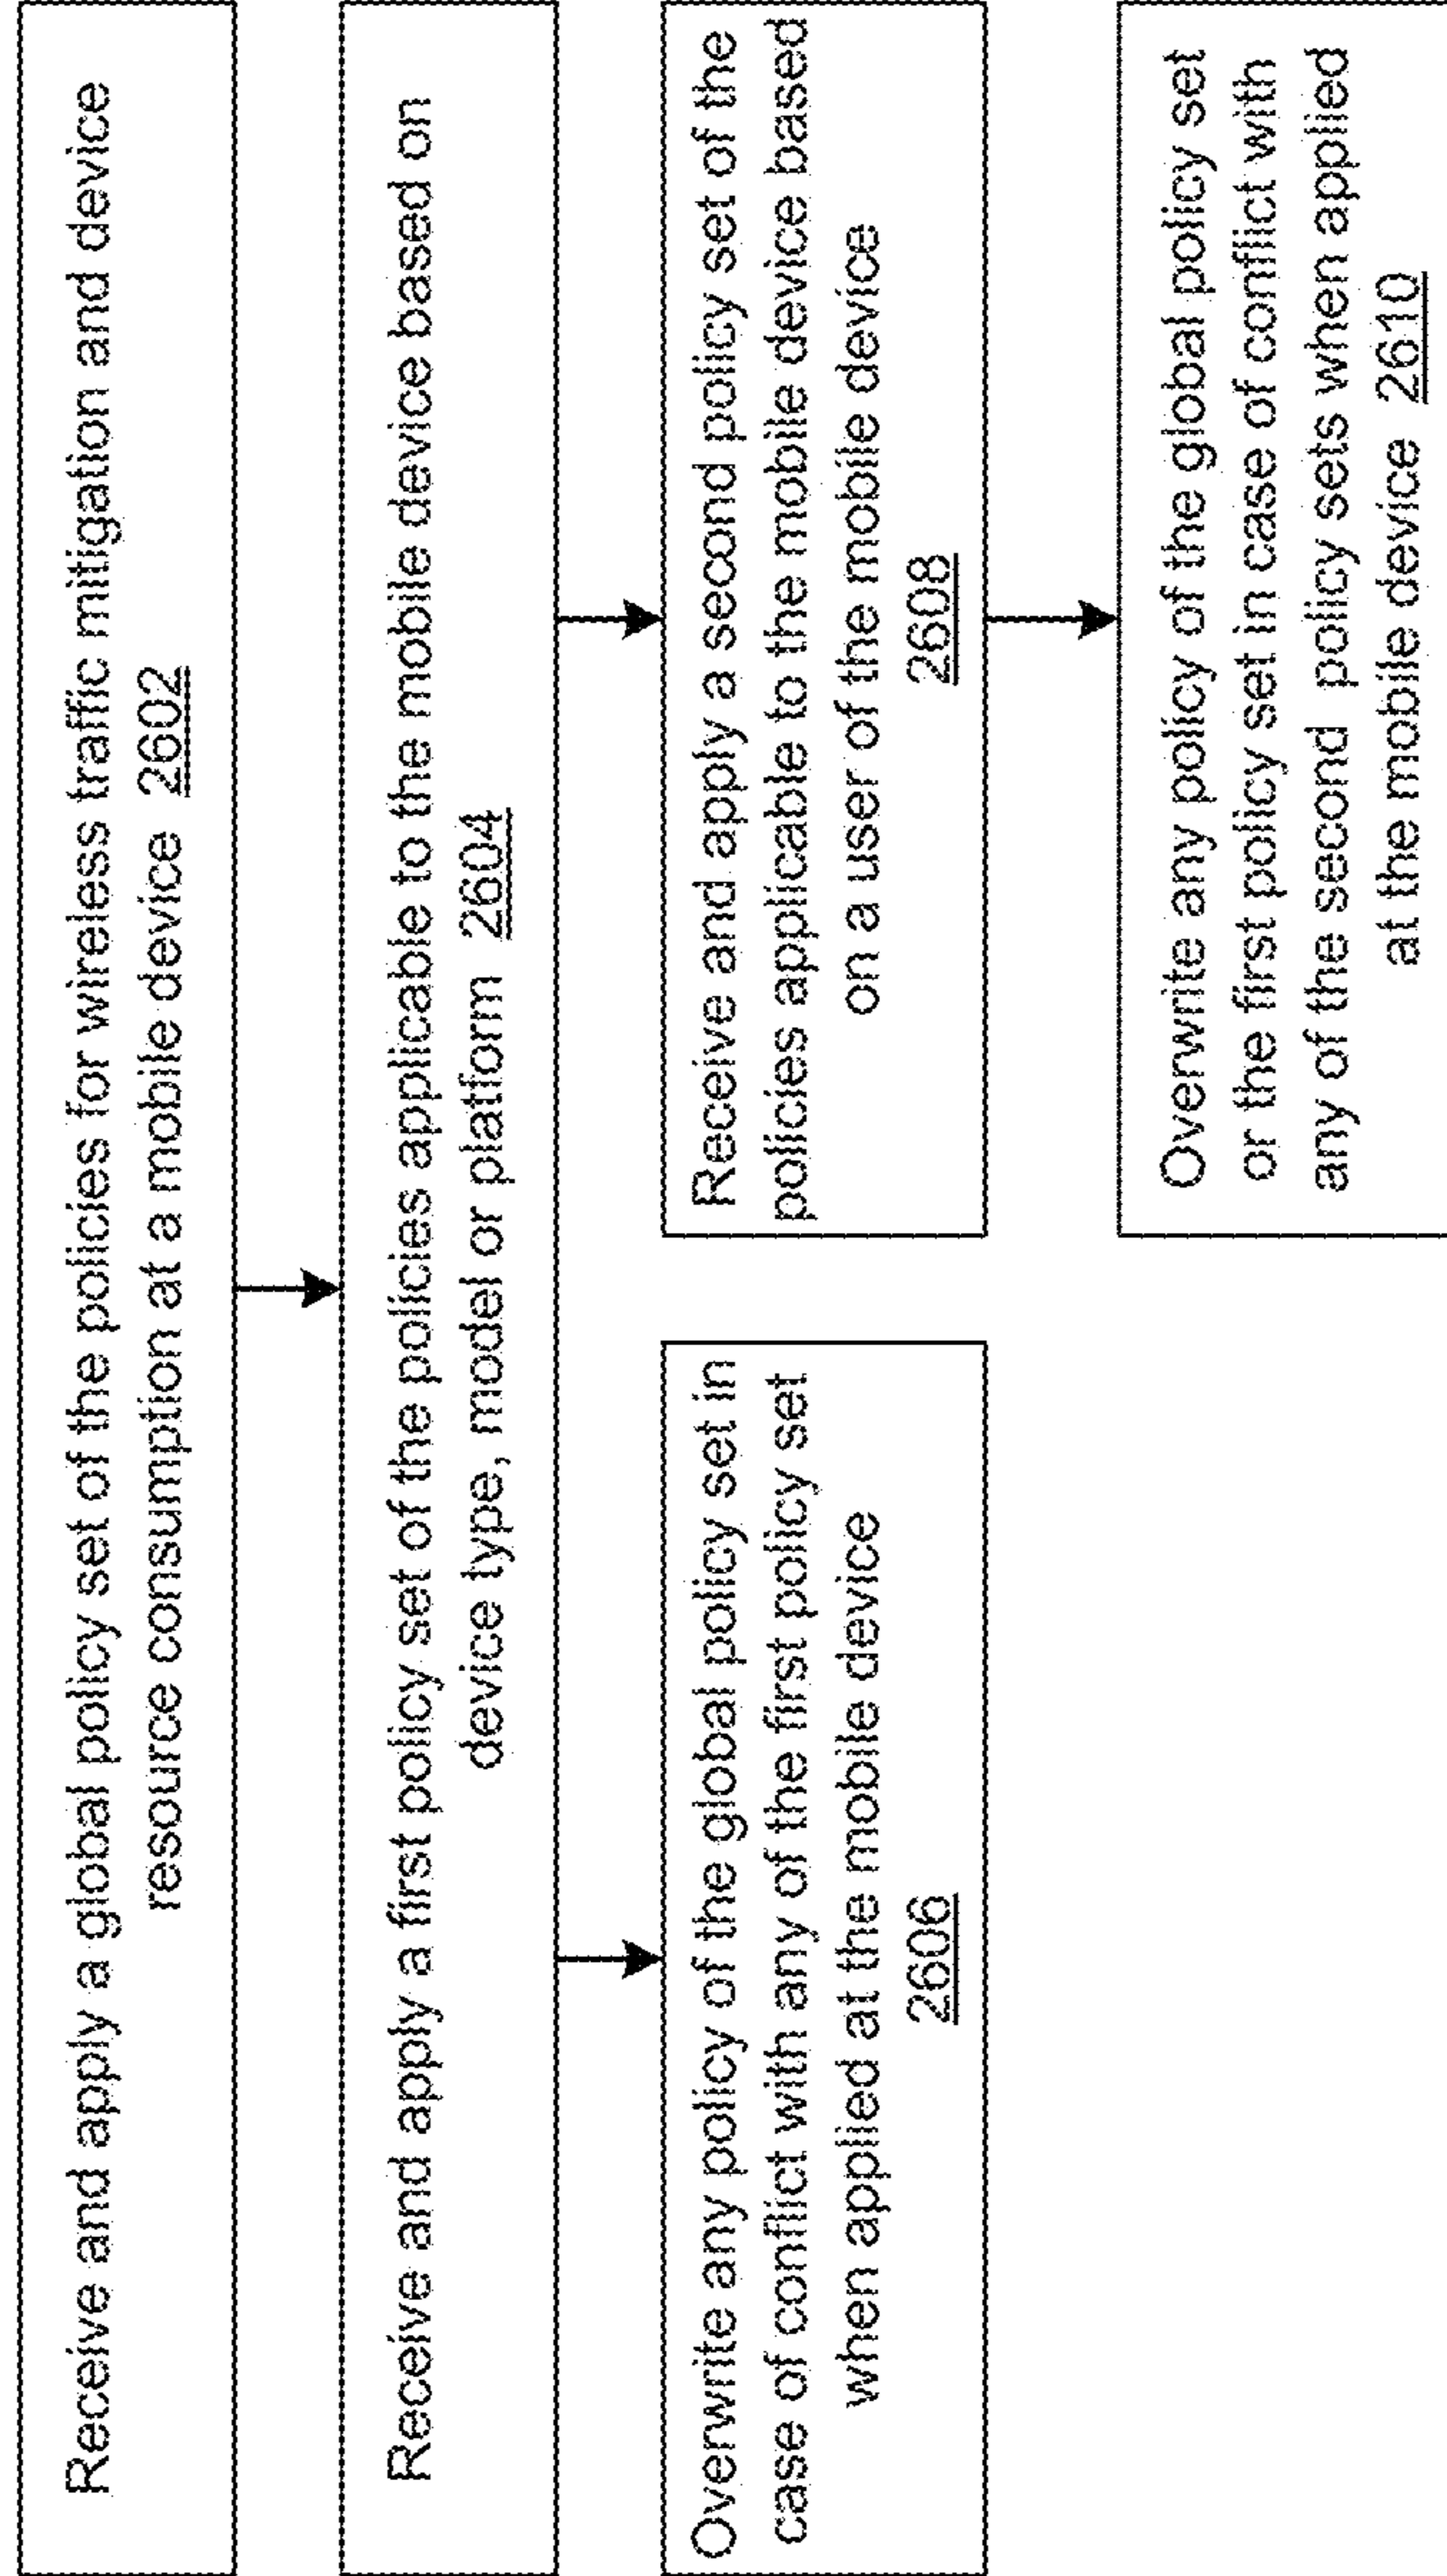 Receive and apply a global policy set of the policies for wireless traffic mitigation and device
resource consumption at a mobile device 2602
Receive and apply a first policy set of the policies applicable to the mobile device based on
device type, model or platform 2604
Overwrite any policy of the global policy set in
case of conflict with any of the first policy set
when applied at the mobile device
2606
Receive and apply a second policy set of the
policies applicable to the mobile device based
on a user of the mobile device
2608
Overwrite any policy of the global policy set
or the first policy set in case of conflict with
any of the second policy sets when applied
at the mobile device 2610